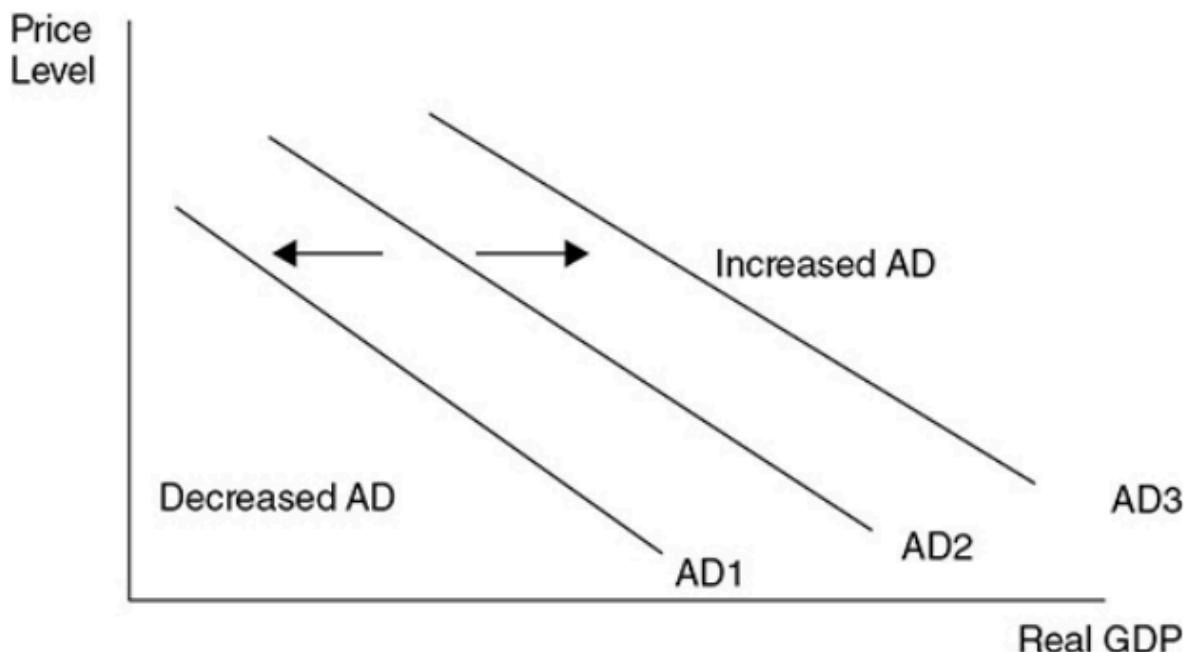 Price
Level
Increased AD
Decreased AD
AD3
AD2
AD1
Real GDP